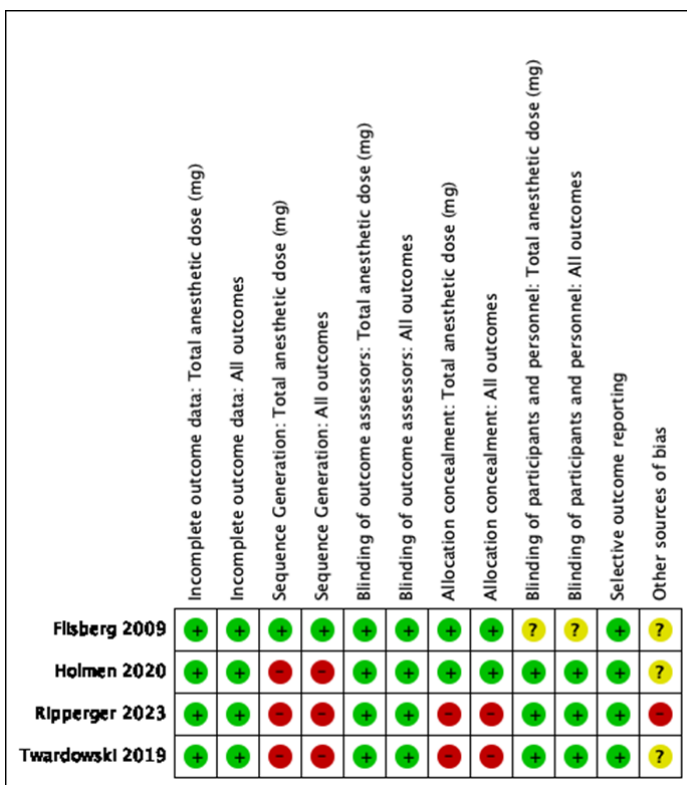 Incomplete outcome data: Total anesthetic dose (mg)
Incomplete outcome data: All outcomes
Sequence Generation: Total anesthetic dose (mg)
Sequence Generation: All outcomes
Blinding of outcome assessors: Total anesthetic dose (mg)
Blinding of outcome assessors: All outcomes
Allocation concealment: Total anesthetic dose (mg)
Allocation concealment: All outcomes
Blinding of participants and personnel: Total anesthetic dose (mg)
Blinding of participants and personnel: All outcomes
Selective outcome reporting
Other sources of bias
Flisberg 2009 + + + + + + + + ? ? + ?
Holmen 2020 + + - - + + + + + + + ?
Ripperger 2023 + + - - + + - - + + + -
Twardowski 2019 + + - - + + - - + + + ?